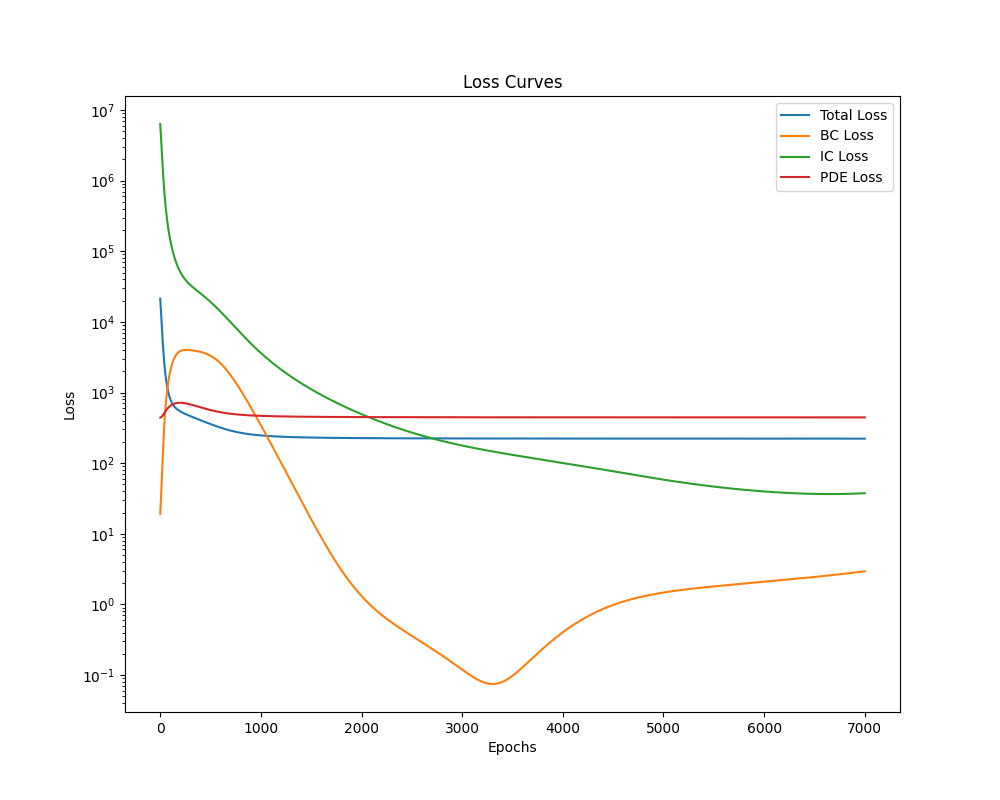 Loss Curves
Total Loss
BC Loss
IC Loss
PDE Loss
10⁷
10⁶
10⁵
10⁴
10³
10²
10¹
10⁰
10⁻¹
Loss
0 1000 2000 3000 4000 5000 6000 7000
Epochs